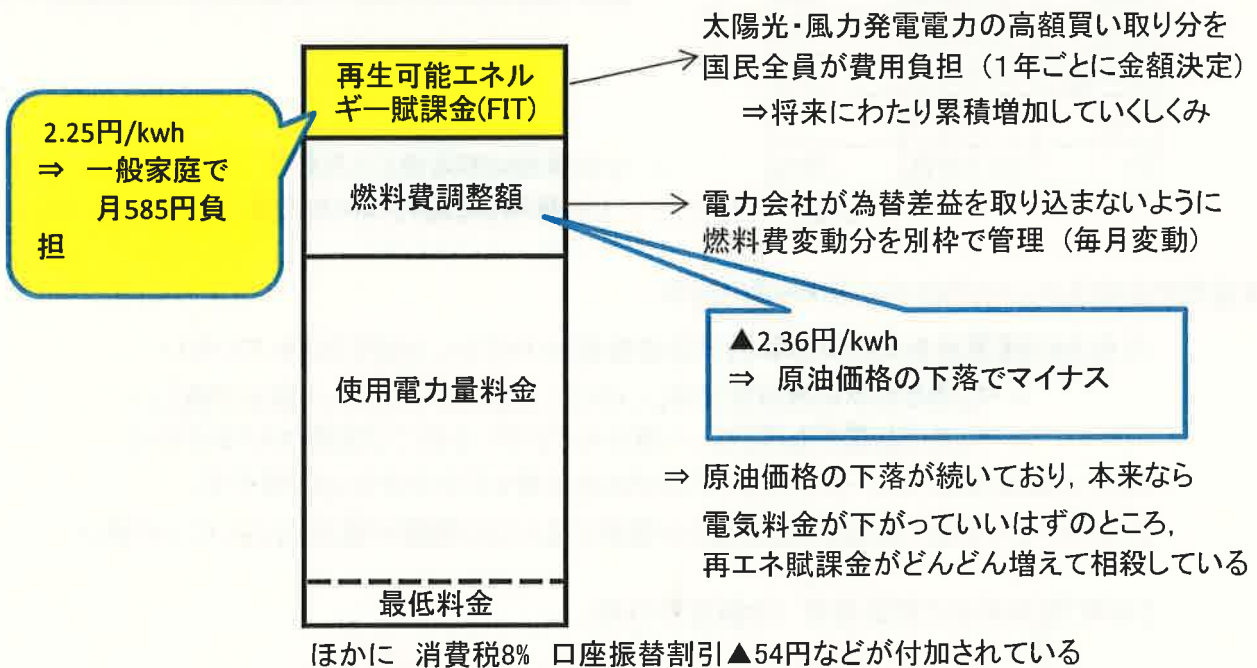 太陽光・風力発電電力の高額買い取り分を
国民全員が費用負担（1年ごとに金額決定）
⇒将来にわたり累積増加していくしくみ
再生可能エネル
ギー賦課金(FIT)
2.25円/kwh
⇒ 一般家庭で
月585円負
担
燃料費調整額
電力会社が為替差益を取り込まないように
燃料費変動分を別枠で管理（毎月変動）
▲2.36円/kwh
⇒ 原油価格の下落でマイナス
使用電力量料金
⇒ 原油価格の下落が続いており，本来なら
電気料金が下がっていいはずのところ，
再エネ賦課金がどんどん増えて相殺している
最低料金
ほかに 消費税8% 口座振替割引▲54円などが付加されている